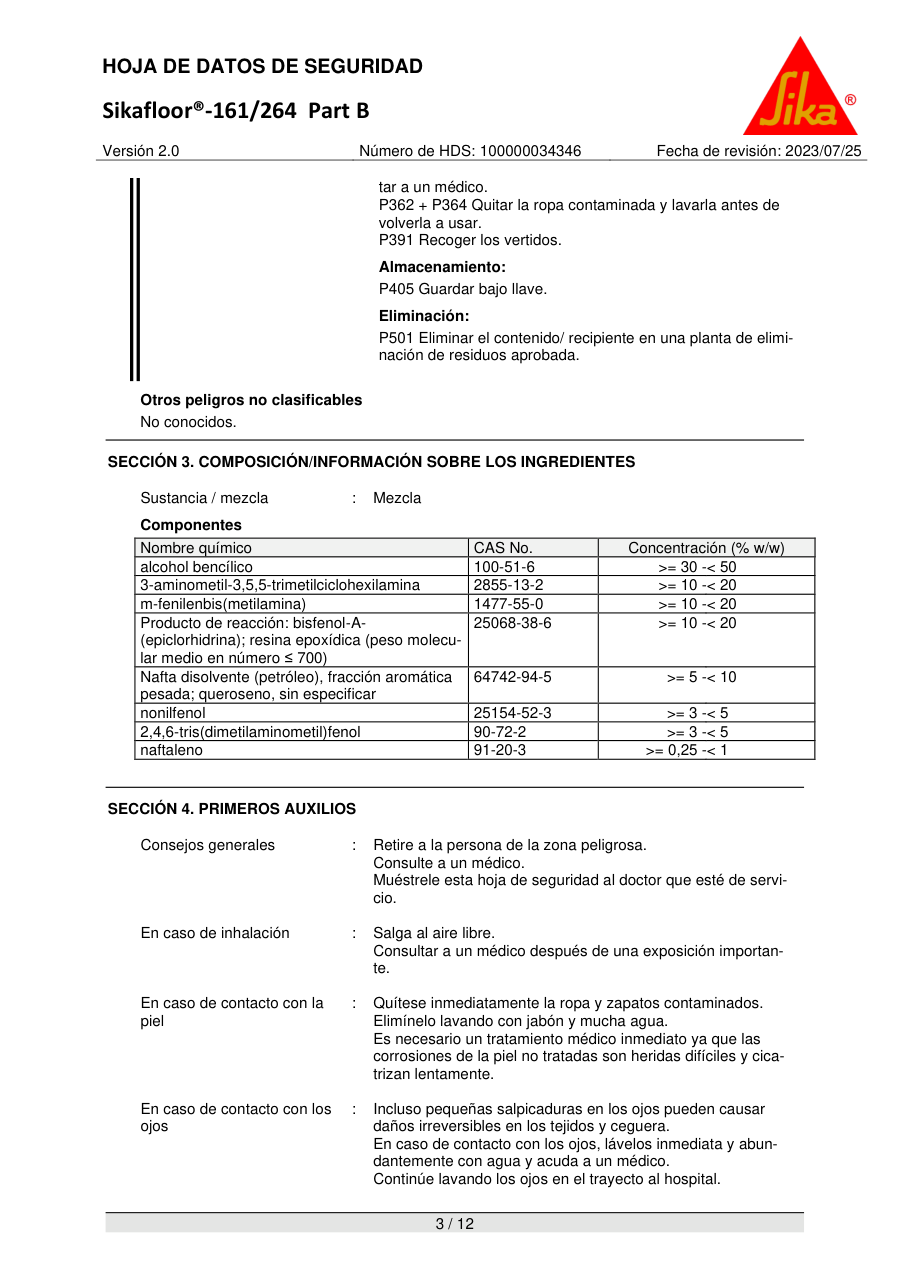 HOJA DE DATOS DE SEGURIDAD
Sikafloor®-161/264 Part B
Sika®
Versión 2.0 Número de HDS: 100000034346 Fecha de revisión: 2023/07/25
tar a un médico.
P362 + P364 Quitar la ropa contaminada y lavarla antes de
volverla a usar.
P391 Recoger los vertidos.
Almacenamiento:
P405 Guardar bajo llave.
Eliminación:
P501 Eliminar el contenido/ recipiente en una planta de elimi-
nación de residuos aprobada.
Otros peligros no clasificables
No conocidos.
SECCIÓN 3. COMPOSICIÓN/INFORMACIÓN SOBRE LOS INGREDIENTES
Sustancia / mezcla : Mezcla
Componentes
Nombre químico CAS No. Concentración (% w/w)
alcohol bencílico 100-51-6 >= 30 -< 50
3-aminometil-3,5,5-trimetilciclohexilamina 2855-13-2 >= 10 -< 20
m-fenilenbis(metilamina) 1477-55-0 >= 10 -< 20
Producto de reacción: bisfenol-A- 25068-38-6 >= 10 -< 20
(epiclorhidrina); resina epoxídica (peso molecu-
lar medio en número ≤ 700)
Nafta disolvente (petróleo), fracción aromática 64742-94-5 >= 5 -< 10
pesada; queroseno, sin especificar
nonilfenol 25154-52-3 >= 3 -< 5
2,4,6-tris(dimetilaminometil)fenol 90-72-2 >= 3 -< 5
naftaleno 91-20-3 >= 0,25 -< 1
SECCIÓN 4. PRIMEROS AUXILIOS
Consejos generales : Retire a la persona de la zona peligrosa.
Consulte a un médico.
Muéstrele esta hoja de seguridad al doctor que esté de servi-
cio.
En caso de inhalación : Salga al aire libre.
Consultar a un médico después de una exposición importan-
te.
En caso de contacto con la : Quítese inmediatamente la ropa y zapatos contaminados.
piel Elimínelo lavando con jabón y mucha agua.
Es necesario un tratamiento médico inmediato ya que las
corrosiones de la piel no tratadas son heridas difíciles y cica-
trizan lentamente.
En caso de contacto con los : Incluso pequeñas salpicaduras en los ojos pueden causar
ojos daños irreversibles en los tejidos y ceguera.
En caso de contacto con los ojos, lávelos inmediata y abun-
dantemente con agua y acuda a un médico.
Continúe lavando los ojos en el trayecto al hospital.
3 / 12